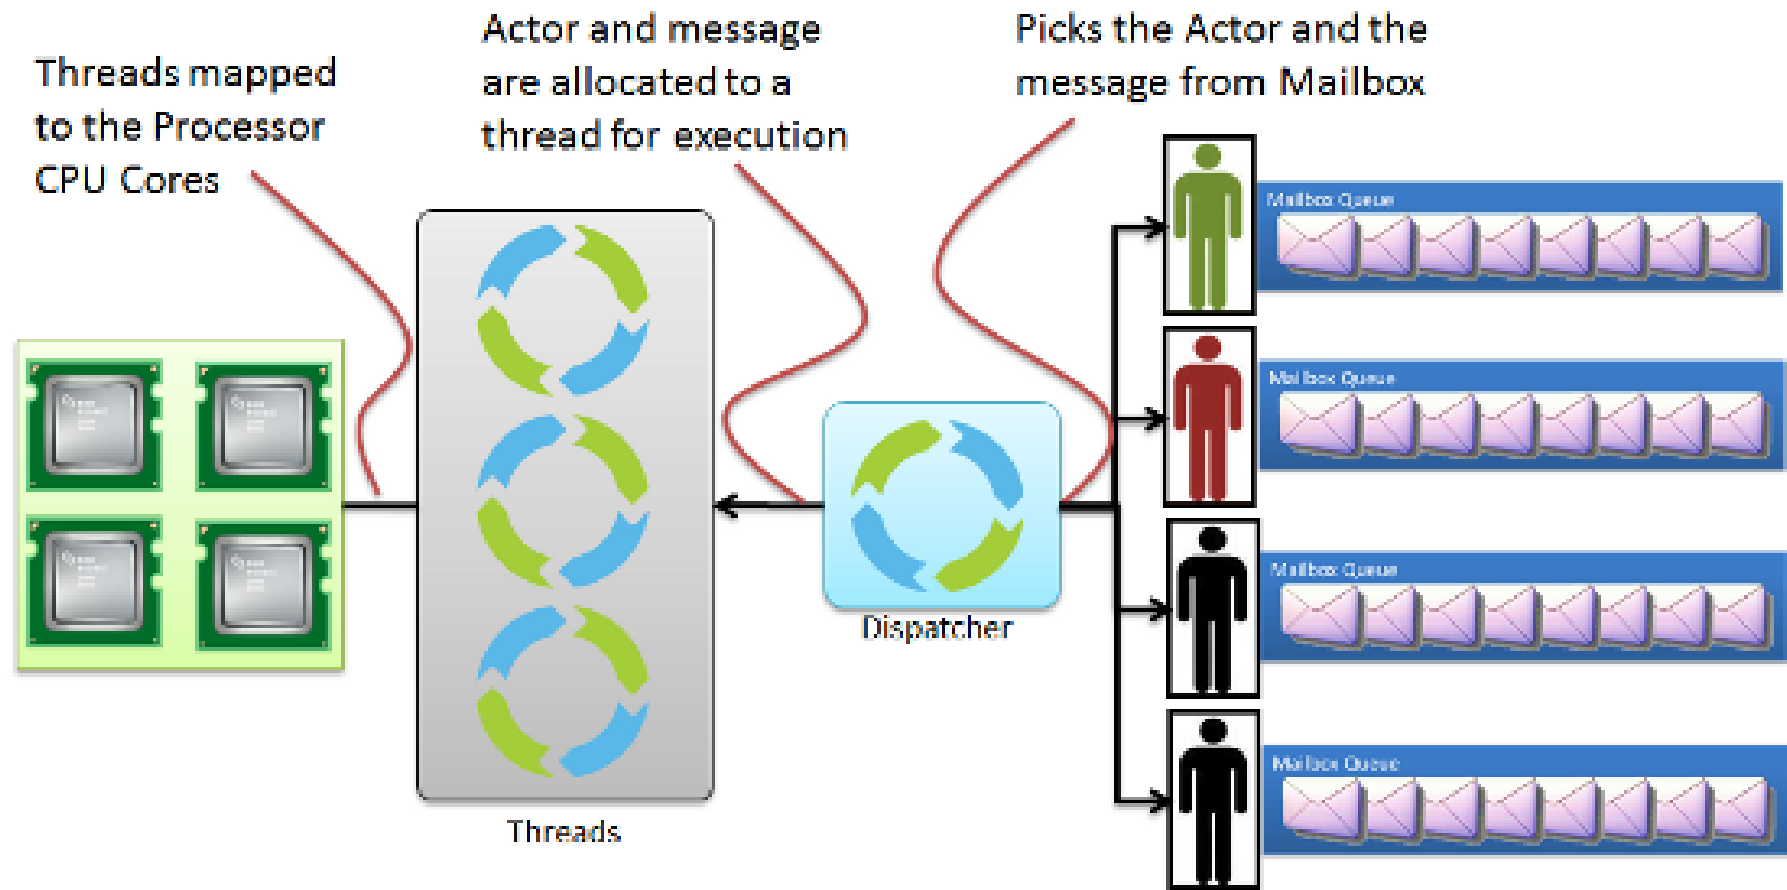 Threads mapped
to the Processor
CPU Cores
Actor and message
are allocated to a
thread for execution
Picks the Actor and the
message from Mailbox
Mailbox Queue
Mailbox Queue
Mailbox Queue
Mailbox Queue
Dispatcher
Threads